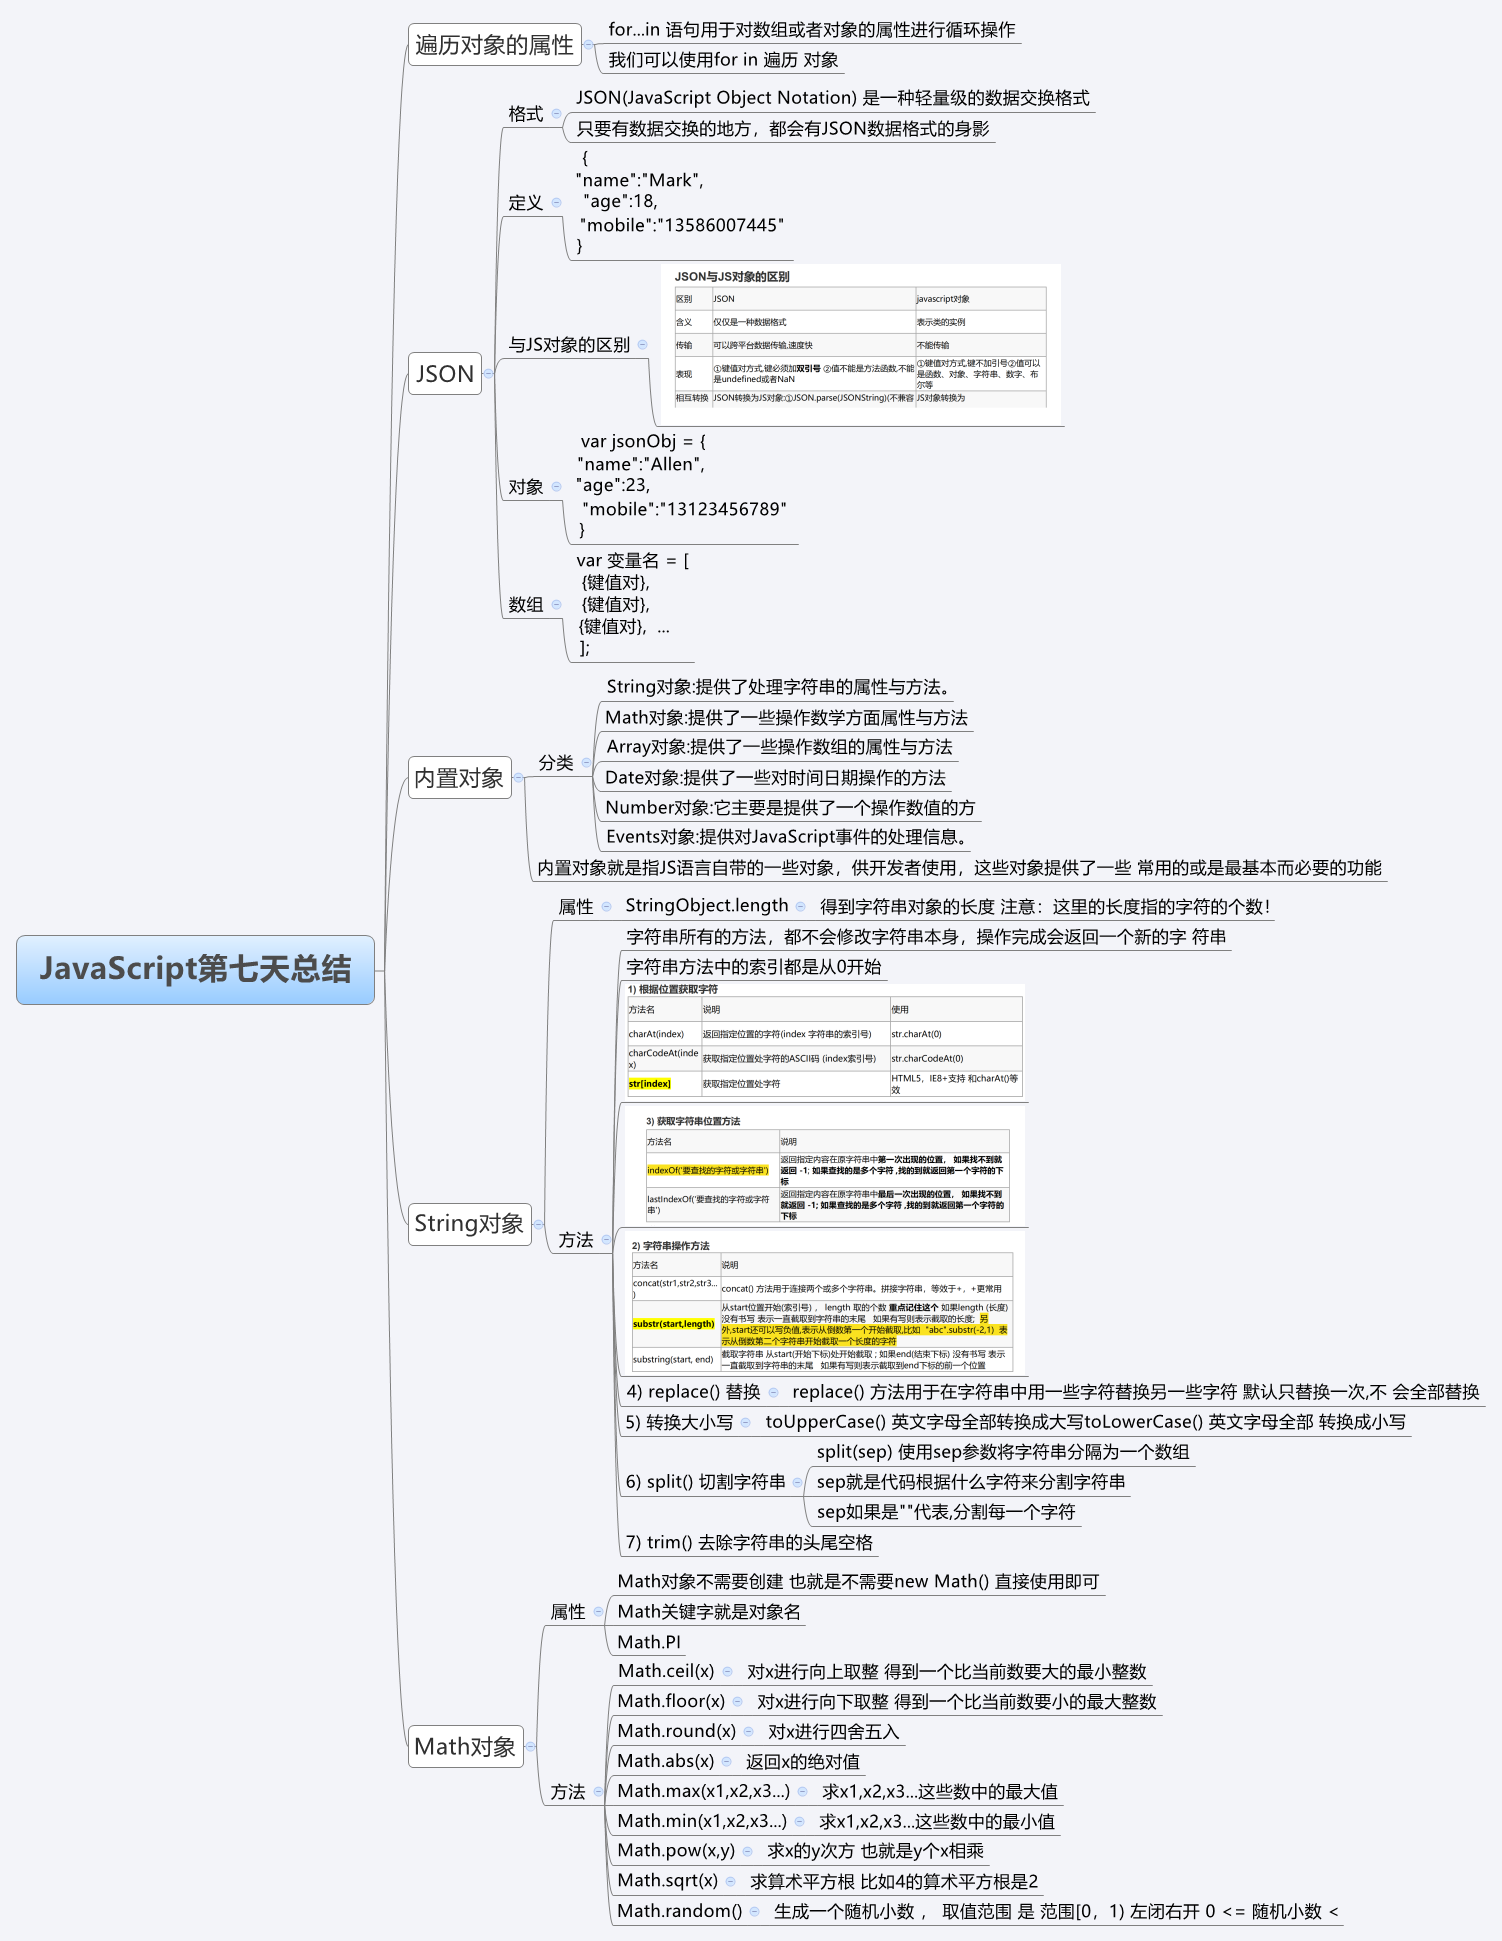 遍历对象的属性
for...in 语句用于对数组或者对象的属性进行循环操作
我们可以使用for in 遍历 对象
JSON
格式
JSON(JavaScript Object Notation) 是一种轻量级的数据交换格式
只要有数据交换的地方，都会有JSON数据格式的身影
定义
{
"name":"Mark",
"age":18,
"mobile":"13586007445"
}
与JS对象的区别
JSON与JS对象的区别
区别 JSON javascript对象
含义 仅仅是一种数据格式 表示类的实例
传输 可以跨平台数据传输,速度快 不能传输
表现 ①键值对方式,键必须加双引号 ②值不能是方法函数,不能是undefined或者NaN ①键值对方式,键不加引号②值可以是函数、对象、字符串、数字、布尔等
相互转换 JSON转换为JS对象:①JSON.parse(JSONString)(不兼容 JS对象转换为
对象
var jsonObj = {
"name":"Allen",
"age":23,
"mobile":"13123456789"
}
数组
var 变量名 = [
{键值对},
{键值对},
{键值对}，...
];
内置对象
分类
String对象:提供了处理字符串的属性与方法。
Math对象:提供了一些操作数学方面属性与方法
Array对象:提供了一些操作数组的属性与方法
Date对象:提供了一些对时间日期操作的方法
Number对象:它主要是提供了一个操作数值的方
Events对象:提供对JavaScript事件的处理信息。
内置对象就是指JS语言自带的一些对象，供开发者使用，这些对象提供了一些 常用的或是最基本而必要的功能
JavaScript第七天总结
String对象
属性
StringObject.length
得到字符串对象的长度 注意：这里的长度指的字符的个数！
方法
字符串所有的方法，都不会修改字符串本身，操作完成会返回一个新的字 符串
字符串方法中的索引都是从0开始
1) 根据位置获取字符
方法名 说明 使用
charAt(index) 返回指定位置的字符(index 字符串的索引号) str.charAt(0)
charCodeAt(index) 获取指定位置处字符的ASCII码 (index索引号) str.charCodeAt(0)
str[index] 获取指定位置处字符 HTML5，IE8+支持 和charAt()等效
3) 获取字符串位置方法
方法名 说明
indexOf('要查找的字符或字符串') 返回指定内容在原字符串中第一次出现的位置， 如果找不到就返回 -1; 如果查找的是多个字符 ,找的到就返回第一个字符的下标
lastIndexOf('要查找的字符或字符串') 返回指定内容在原字符串中最后一次出现的位置， 如果找不到就返回 -1; 如果查找的是多个字符 ,找的到就返回第一个字符的下标
2) 字符串操作方法
方法名 说明
concat(str1,str2,str3...) concat() 方法用于连接两个或多个字符串。拼接字符串，等效于+，+更常用
substr(start,length) 从start位置开始(索引号) ， length 取的个数 重点记住这个 如果length (长度)没有书写 表示一直截取到字符串的末尾 如果有写则表示截取的长度; 另外,start还可以写负值,表示从倒数第一个开始截取,比如 "abc".substr(-2,1) 表示从倒数第二个字符串开始截取一个长度的字符
substring(start, end) 截取字符串 从start(开始下标)处开始截取 ; 如果end(结束下标) 没有书写 表示一直截取到字符串的末尾 如果有写则表示截取到end下标的前一个位置
4) replace() 替换
replace() 方法用于在字符串中用一些字符替换另一些字符 默认只替换一次,不 会全部替换
5) 转换大小写
toUpperCase() 英文字母全部转换成大写toLowerCase() 英文字母全部 转换成小写
6) split() 切割字符串
split(sep) 使用sep参数将字符串分隔为一个数组
sep就是代码根据什么字符来分割字符串
sep如果是""代表,分割每一个字符
7) trim() 去除字符串的头尾空格
Math对象
属性
Math对象不需要创建 也就是不需要new Math() 直接使用即可
Math关键字就是对象名
Math.PI
方法
Math.ceil(x)
对x进行向上取整 得到一个比当前数要大的最小整数
Math.floor(x)
对x进行向下取整 得到一个比当前数要小的最大整数
Math.round(x)
对x进行四舍五入
Math.abs(x)
返回x的绝对值
Math.max(x1,x2,x3...)
求x1,x2,x3...这些数中的最大值
Math.min(x1,x2,x3...)
求x1,x2,x3...这些数中的最小值
Math.pow(x,y)
求x的y次方 也就是y个x相乘
Math.sqrt(x)
求算术平方根 比如4的算术平方根是2
Math.random()
生成一个随机小数 ， 取值范围 是 范围[0，1) 左闭右开 0 <= 随机小数 <